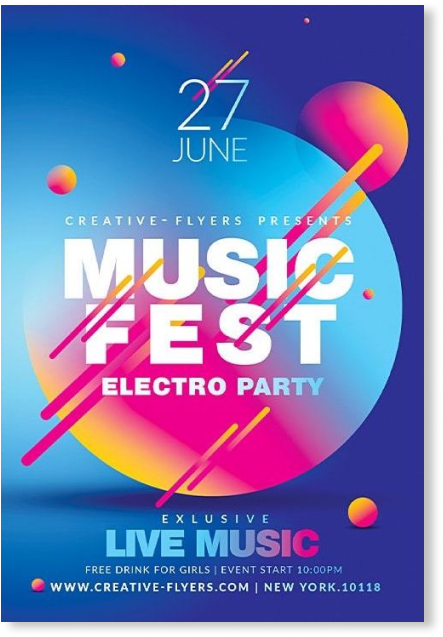 27
JUNE
CREATIVE-FLYERS PRESENTS
MUSIC
FEST
ELECTRO PARTY
EXLUSIVE
LIVE MUSIC
FREE DRINK FOR GIRLS | EVENT START 10:00PM
WWW.CREATIVE-FLYERS.COM | NEW YORK.10118